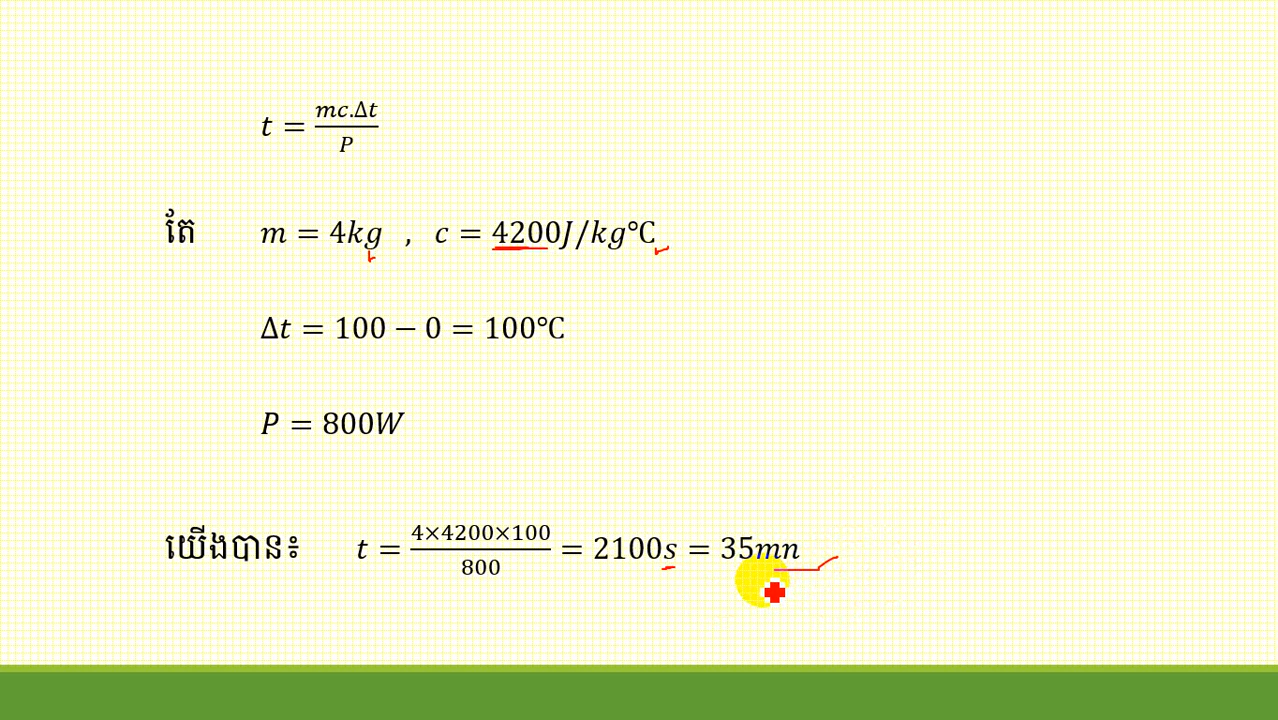 t = mc.Δt/P
តែ m = 4kg , c = 4200J/kg°C
Δt = 100 − 0 = 100°C
P = 800W
យើងបាន៖ t = 4×4200×100/800 = 2100s = 35mn